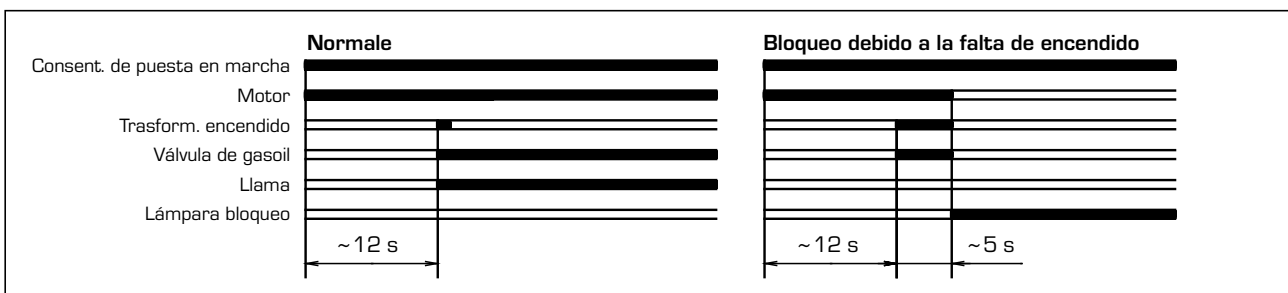 Normale
Bloqueo debido a la falta de encendido
Consent. de puesta en marcha
Motor
Trasform. encendido
Válvula de gasoil
Llama
Lámpara bloqueo
~12 s
~12 s
~5 s